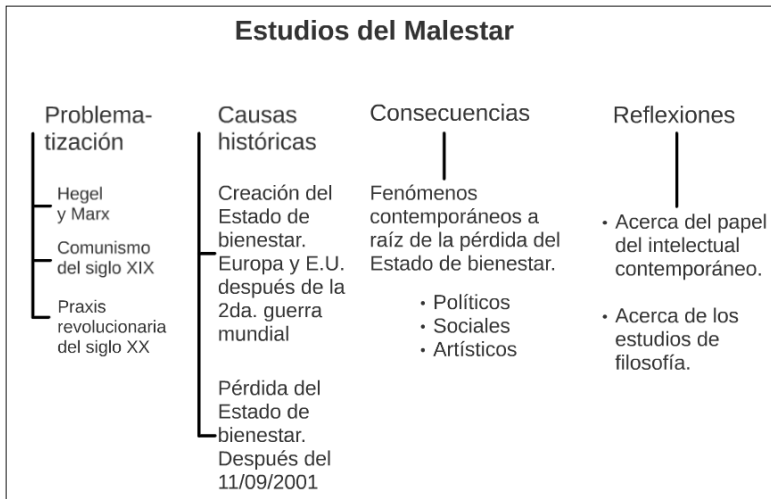 Estudios del Malestar
Problema-
tización
Hegel
y Marx
Comunismo
del siglo XIX
Praxis
revolucionaria
del siglo XX
Causas
históricas
Creación del
Estado de
bienestar.
Europa y E.U.
después de la
2da. guerra
mundial
Pérdida del
Estado de
bienestar.
Después del
11/09/2001
Consecuencias
Fenómenos
contemporáneos a
raíz de la pérdida del
Estado de bienestar.
• Políticos
• Sociales
• Artísticos
Reflexiones
• Acerca del papel
del intelectual
contemporáneo.
• Acerca de los
estudios de
filosofía.